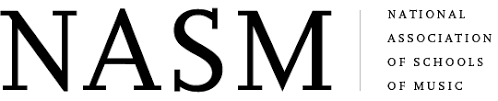 NASM
NATIONAL
ASSOCIATION
OF SCHOOLS
OF MUSIC